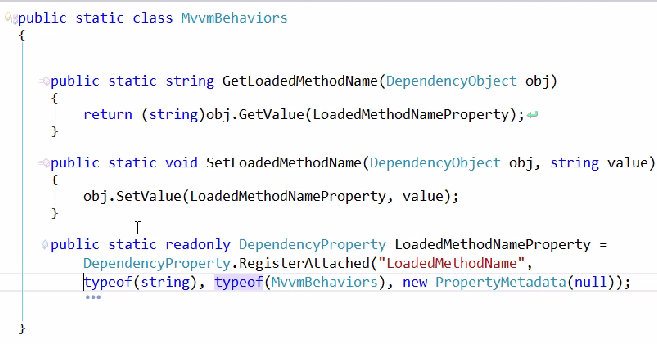 public static class MvvmBehaviors
{
public static string GetLoadedMethodName(DependencyObject obj)
{
return (string)obj.GetValue(LoadedMethodNameProperty);
}
public static void SetLoadedMethodName(DependencyObject obj, string value)
{
obj.SetValue(LoadedMethodNameProperty, value);
}
public static readonly DependencyProperty LoadedMethodNameProperty =
DependencyProperty.RegisterAttached("LoadedMethodName",
typeof(string), typeof(MvvmBehaviors), new PropertyMetadata(null));
}